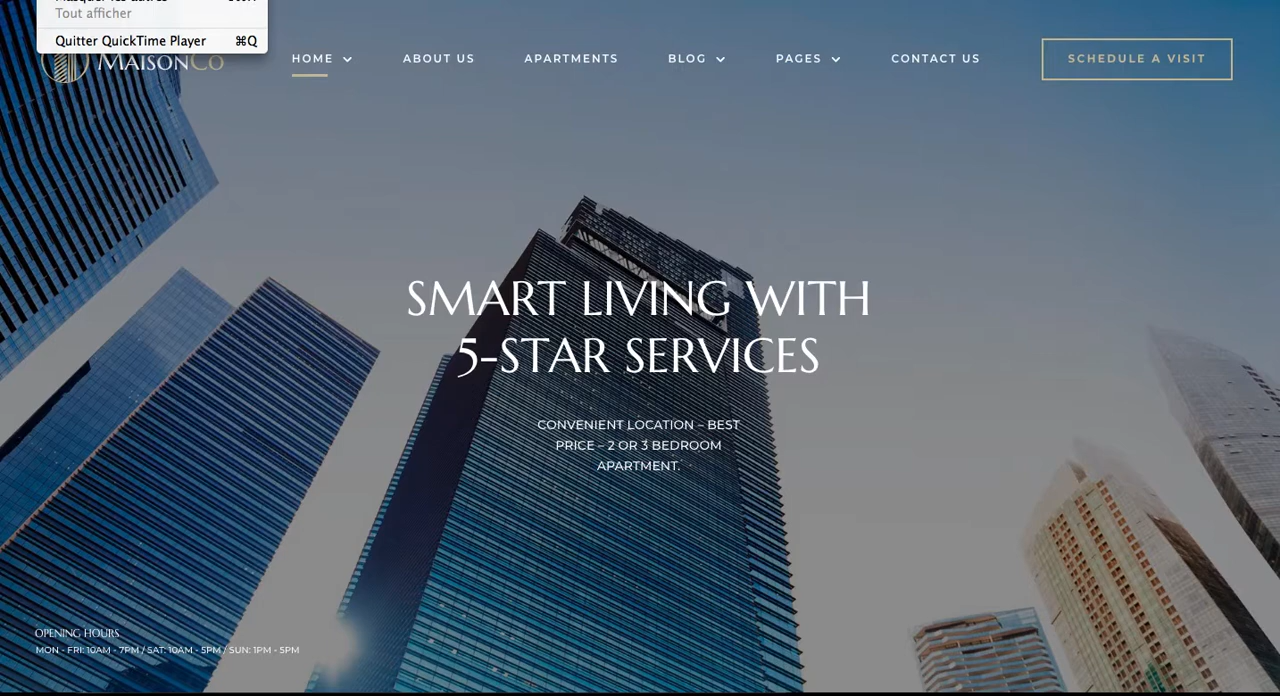 Tout afficher
Quitter QuickTime Player ⌘Q
MAISONCO
HOME
ABOUT US
APARTMENTS
BLOG
PAGES
CONTACT US
SCHEDULE A VISIT
SMART LIVING WITH
5-STAR SERVICES
CONVENIENT LOCATION – BEST
PRICE – 2 OR 3 BEDROOM
APARTMENT.
OPENING HOURS
MON - FRI: 10AM - 7PM / SAT: 10AM - 5PM / SUN: 1PM - 5PM